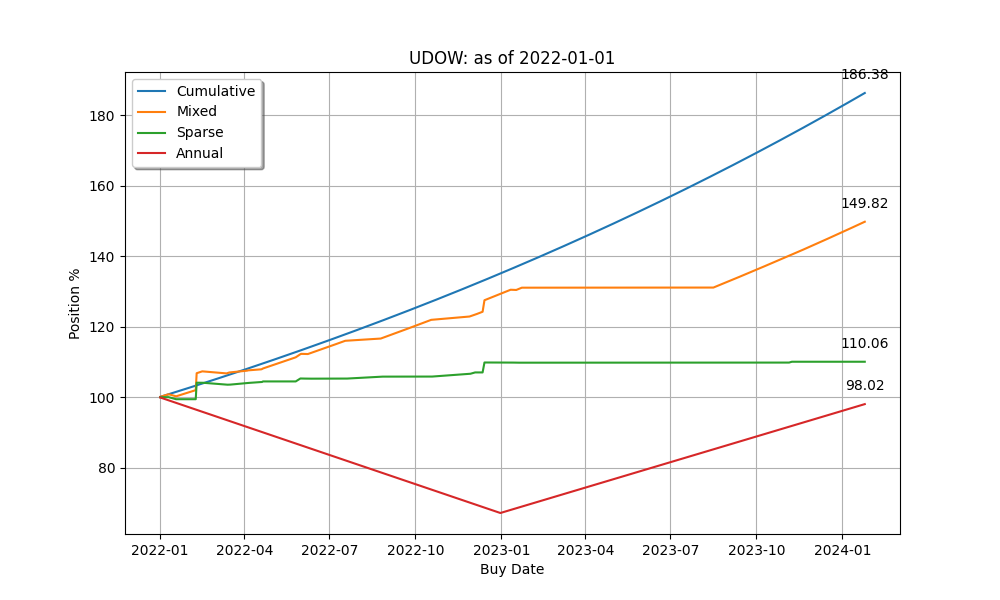 UDOW: as of 2022-01-01
Cumulative
Mixed
Sparse
Annual
186.38
149.82
110.06
98.02
Position %
180
160
140
120
100
80
2022-01 2022-04 2022-07 2022-10 2023-01 2023-04 2023-07 2023-10 2024-01
Buy Date